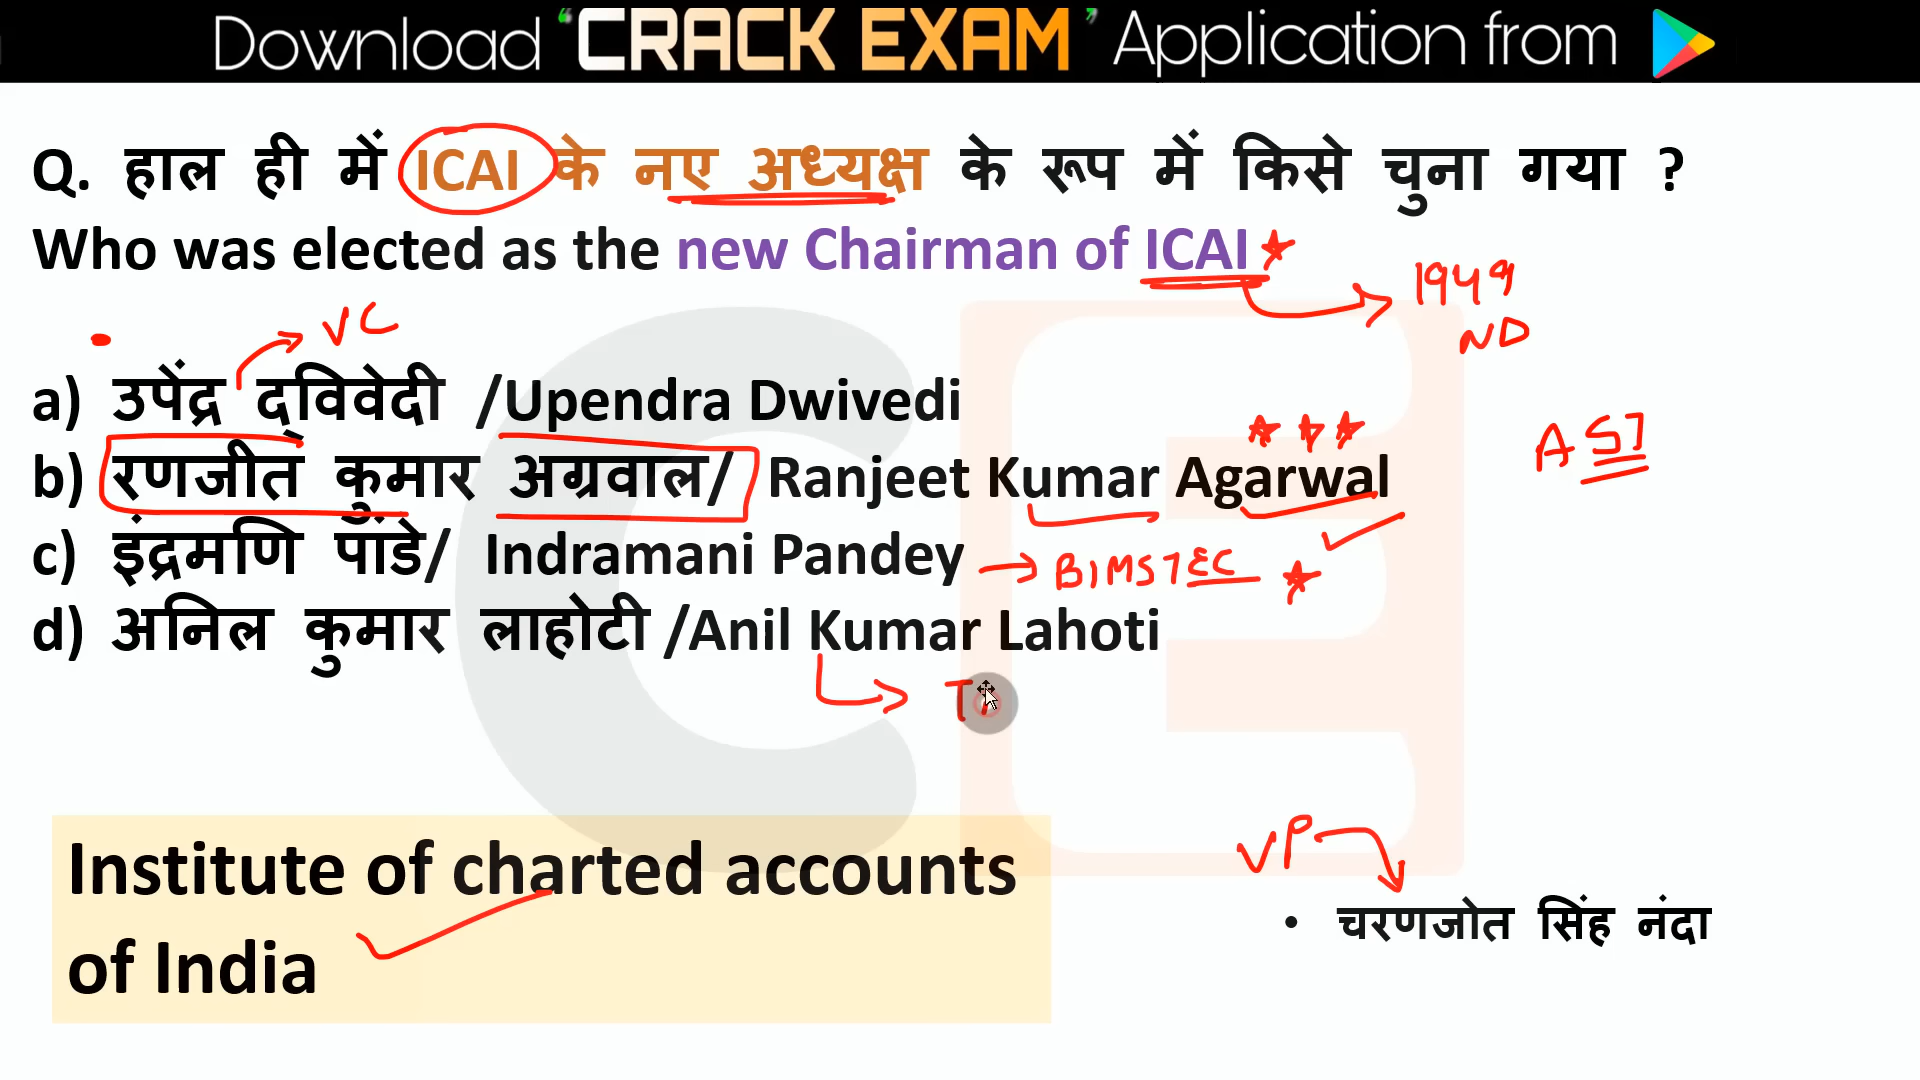 Download 'CRACK EXAM' Application from
Q. हाल ही में ICAI के नए अध्यक्ष के रूप में किसे चुना गया ?
Who was elected as the new Chairman of ICAI
1949
ND
VC
a) उपेंद्र द्विवेदी /Upendra Dwivedi
b) रणजीत कुमार अग्रवाल/ Ranjeet Kumar Agarwal
c) इंद्रमणि पांडे/ Indramani Pandey
BIMSTEC
d) अनिल कुमार लाहोटी /Anil Kumar Lahoti
Institute of charted accounts
of India
VP
• चरणजोत सिंह नंदा